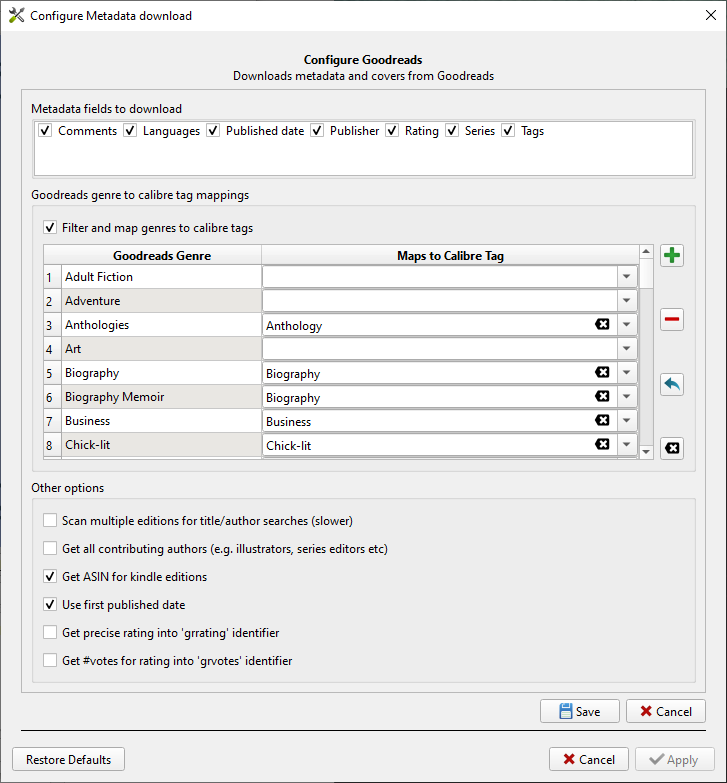 Configure Metadata download
Configure Goodreads
Downloads metadata and covers from Goodreads
Metadata fields to download
Comments Languages Published date Publisher Rating Series Tags
Goodreads genre to calibre tag mappings
Filter and map genres to calibre tags
Goodreads Genre Maps to Calibre Tag
1 Adult Fiction
2 Adventure
3 Anthologies Anthology
4 Art
5 Biography Biography
6 Biography Memoir Biography
7 Business Business
8 Chick-lit Chick-lit
Other options
Scan multiple editions for title/author searches (slower)
Get all contributing authors (e.g. illustrators, series editors etc)
Get ASIN for kindle editions
Use first published date
Get precise rating into 'grrating' identifier
Get #votes for rating into 'grvotes' identifier
Save Cancel
Restore Defaults Cancel Apply